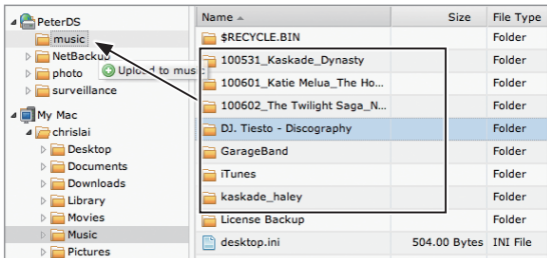 PeterDS
music
NetBackup
photo
surveillance
My Mac
chrislai
Desktop
Documents
Downloads
Library
Movies
Music
Pictures
Upload to music
Name Size File Type
$RECYCLE.BIN Folder
100531_Kaskade_Dynasty Folder
100601_Katie Melua_The Ho... Folder
100602_The Twilight Saga_N... Folder
DJ. Tiesto - Discography Folder
GarageBand Folder
iTunes Folder
kaskade_haley Folder
License Backup Folder
desktop.ini 504.00 Bytes INI File